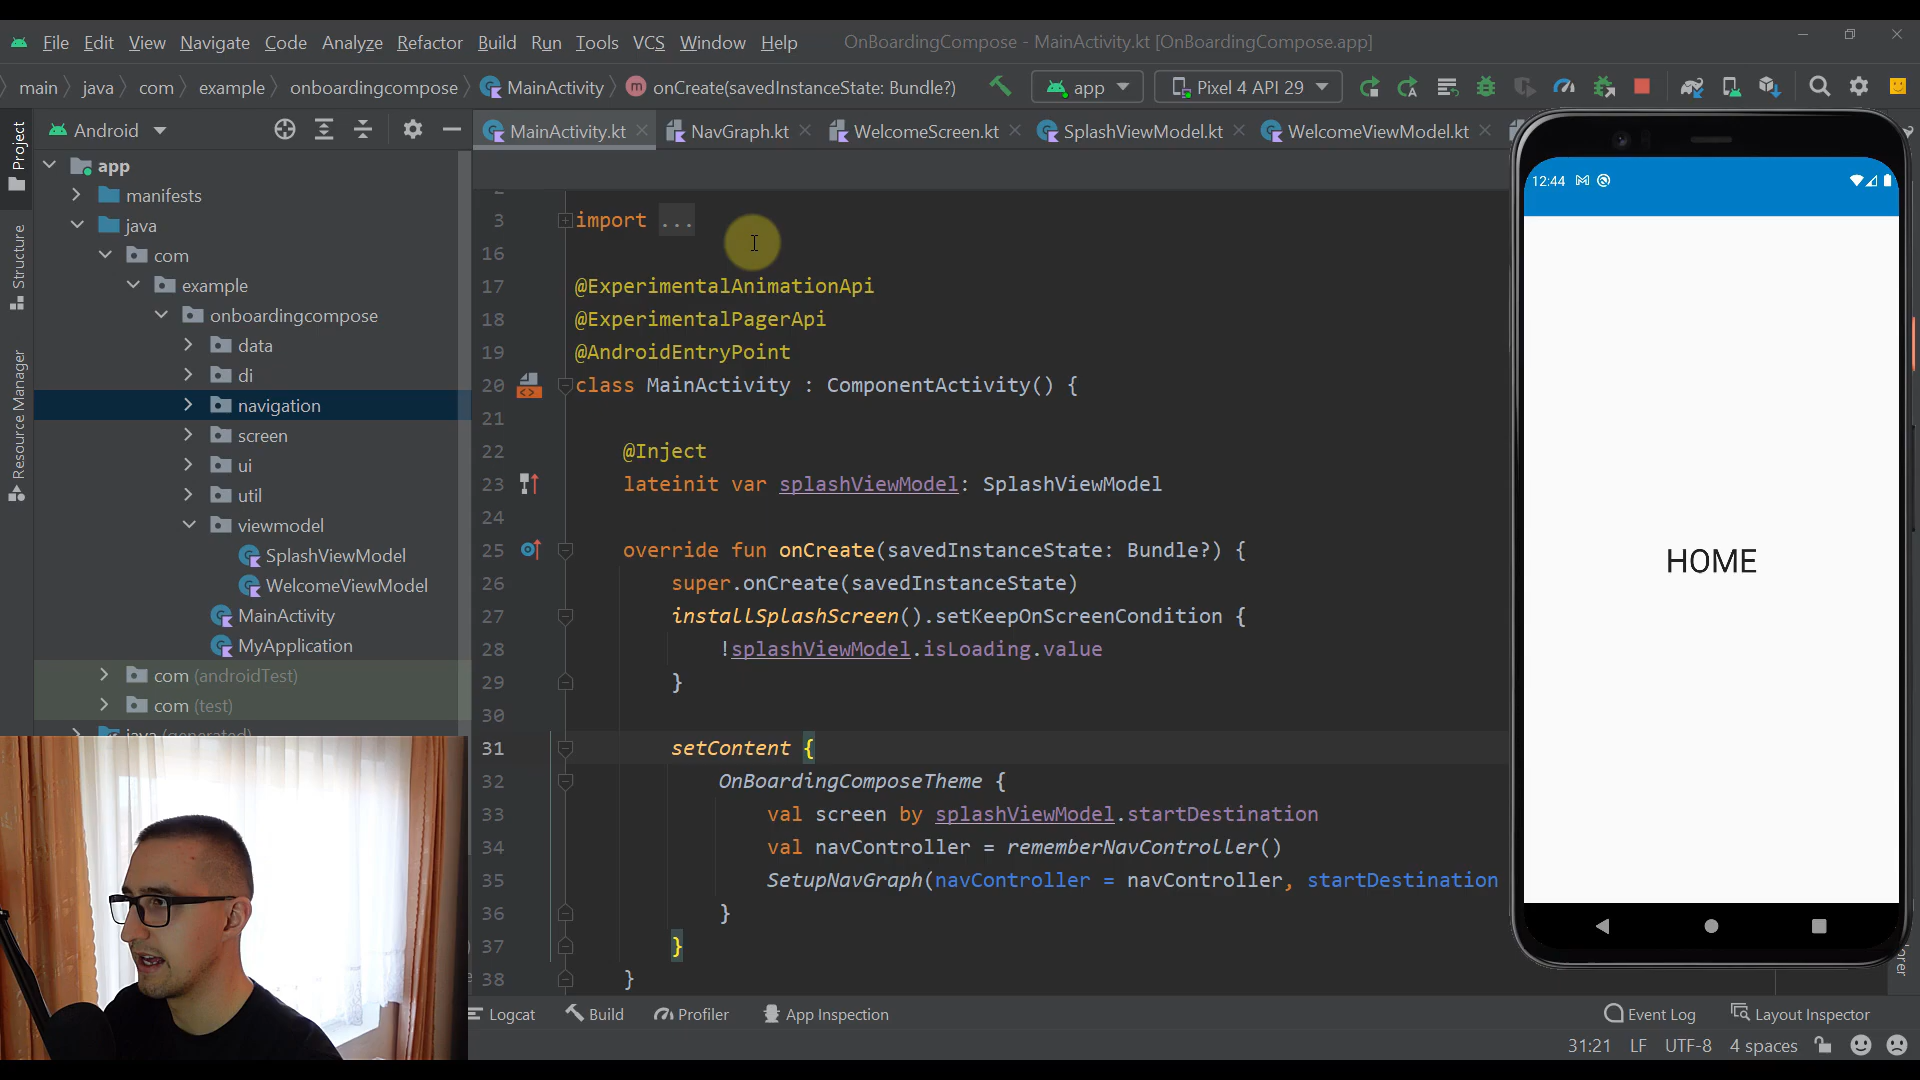 File Edit View Navigate Code Analyze Refactor Build Run Tools VCS Window Help OnBoardingCompose - MainActivity.kt [OnBoardingCompose.app]
main java com example onboardingcompose MainActivity onCreate(savedInstanceState: Bundle?) app Pixel 4 API 29
Project
Structure
Resource Manager
Android
app
manifests
java
com
example
onboardingcompose
data
di
navigation
screen
ui
util
viewmodel
SplashViewModel
WelcomeViewModel
MainActivity
MyApplication
com (androidTest)
com (test)
java (generated)
MainActivity.kt NavGraph.kt WelcomeScreen.kt SplashViewModel.kt WelcomeViewModel.kt
3 import ...
16
17 @ExperimentalAnimationApi
18 @ExperimentalPagerApi
19 @AndroidEntryPoint
20 class MainActivity : ComponentActivity() {
21
22 @Inject
23 lateinit var splashViewModel: SplashViewModel
24
25 override fun onCreate(savedInstanceState: Bundle?) {
26 super.onCreate(savedInstanceState)
27 installSplashScreen().setKeepOnScreenCondition {
28 !splashViewModel.isLoading.value
29 }
30
31 setContent {
32 OnBoardingComposeTheme {
33 val screen by splashViewModel.startDestination
34 val navController = rememberNavController()
35 SetupNavGraph(navController = navController, startDestination
36 }
37 }
38 }
12:44
HOME
Logcat Build Profiler App Inspection Event Log Layout Inspector
31:21 LF UTF-8 4 spaces